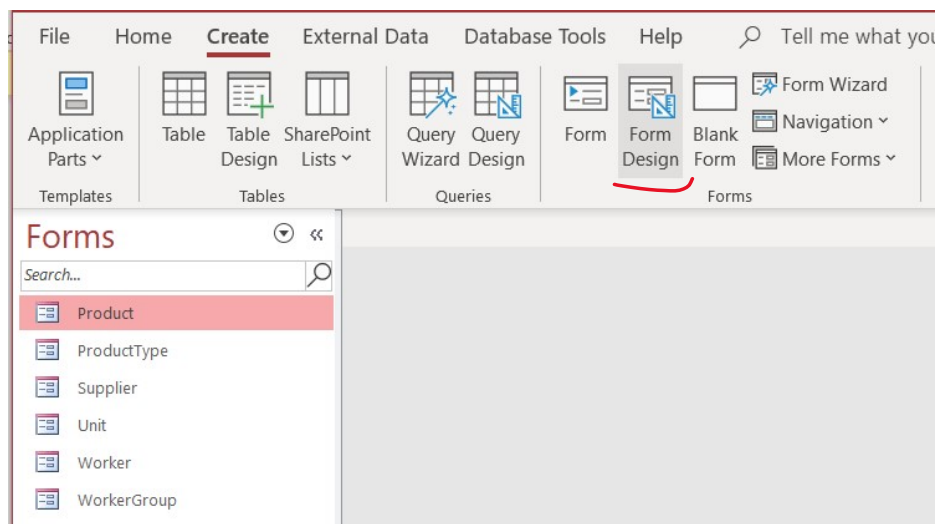 File Home Create External Data Database Tools Help Tell me what you
Application Parts
Table
Table Design
SharePoint Lists
Query Wizard
Query Design
Form
Form Design
Blank Form
Form Wizard
Navigation
More Forms
Templates Tables Queries Forms
Forms
Search...
Product
ProductType
Supplier
Unit
Worker
WorkerGroup